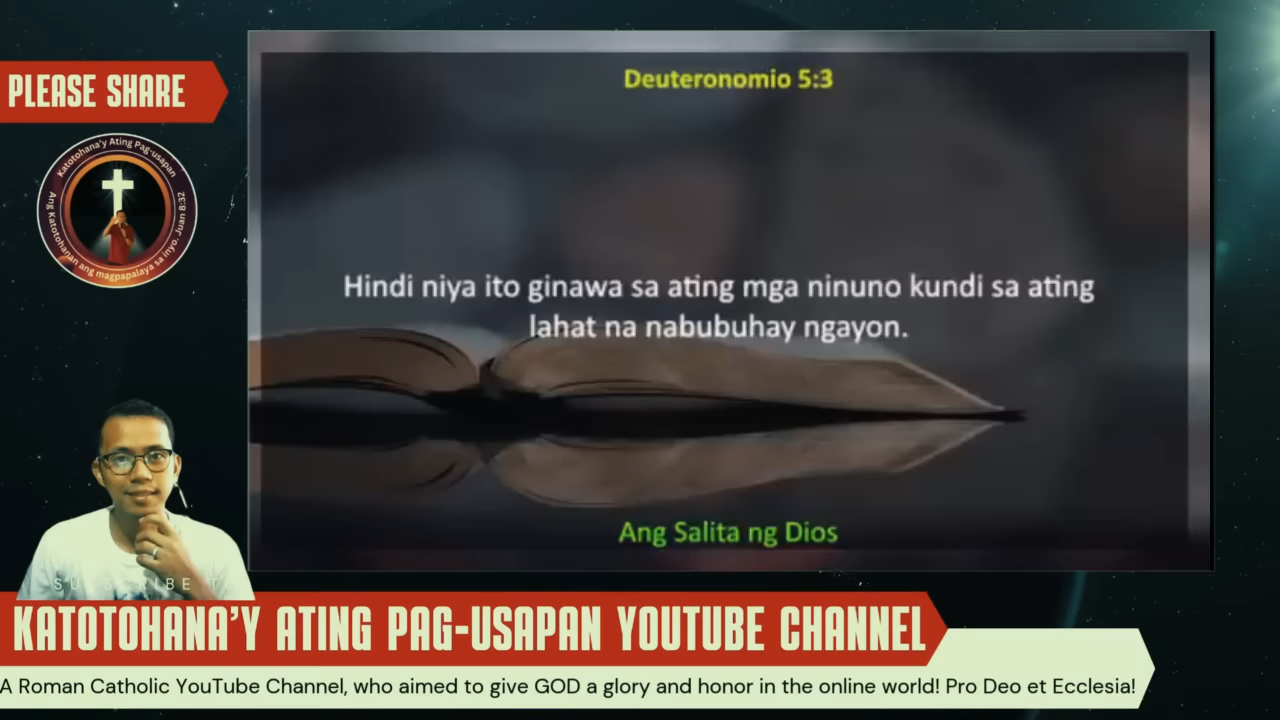 PLEASE SHARE
Katotohana'y Ating Pag-usapan
Ang Katotohanan ang magpapalaya sa inyo. Juan 8:32
Deuteronomio 5:3
Hindi niya ito ginawa sa ating mga ninuno kundi sa ating
lahat na nabubuhay ngayon.
Ang Salita ng Dios
KATOTOHANA'Y ATING PAG-USAPAN YOUTUBE CHANNEL
A Roman Catholic YouTube Channel, who aimed to give GOD a glory and honor in the online world! Pro Deo et Ecclesia!